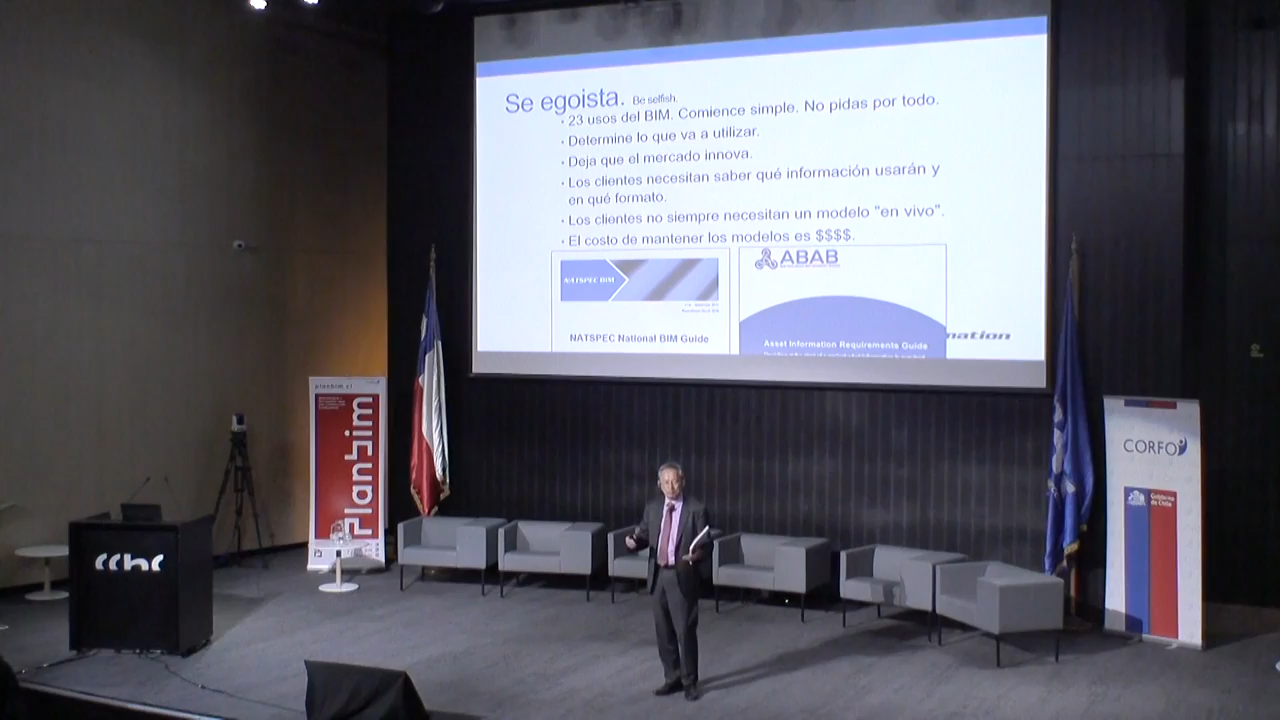 Se egoista. Be selfish.
· 23 usos del BIM. Comience simple. No pidas por todo.
· Determine lo que va a utilizar.
· Deja que el mercado innova.
· Los clientes necesitan saber qué información usarán y
en qué formato.
· Los clientes no siempre necesitan un modelo "en vivo".
· El costo de mantener los modelos es $$$$.
NATSPEC BIM
NATSPEC National BIM Guide
ABAB
Asset Information Requirements Guide
nation
planbim.cl
Planbim
CORFO
Gobierno
de Chile
cchc